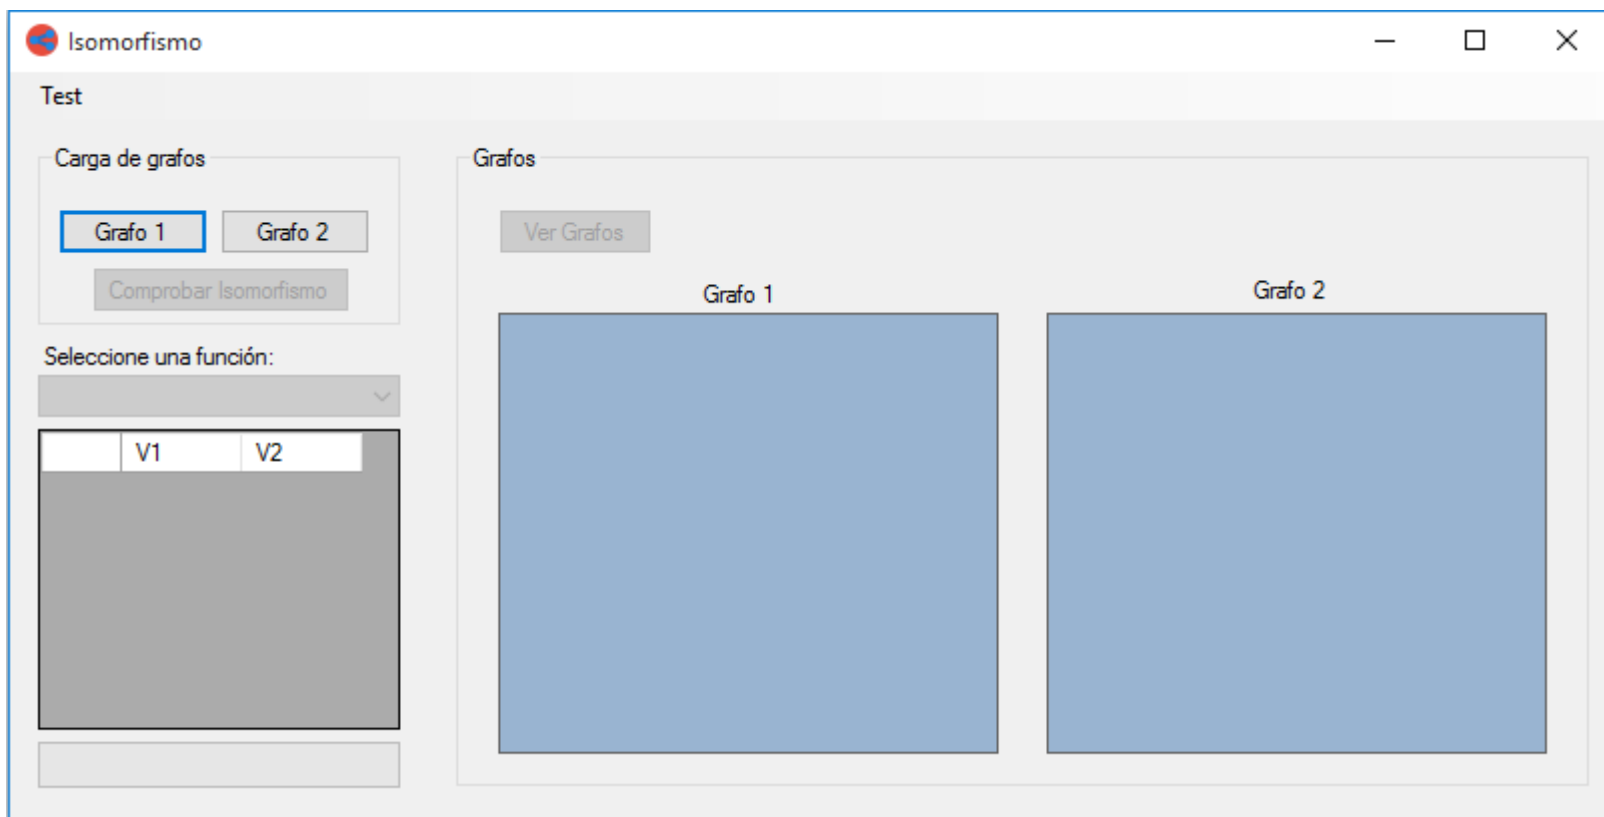 Isomorfismo
Test
Carga de grafos
Grafo 1
Grafo 2
Comprobar Isomorfismo
Seleccione una función:
V1
V2
Grafos
Ver Grafos
Grafo 1
Grafo 2